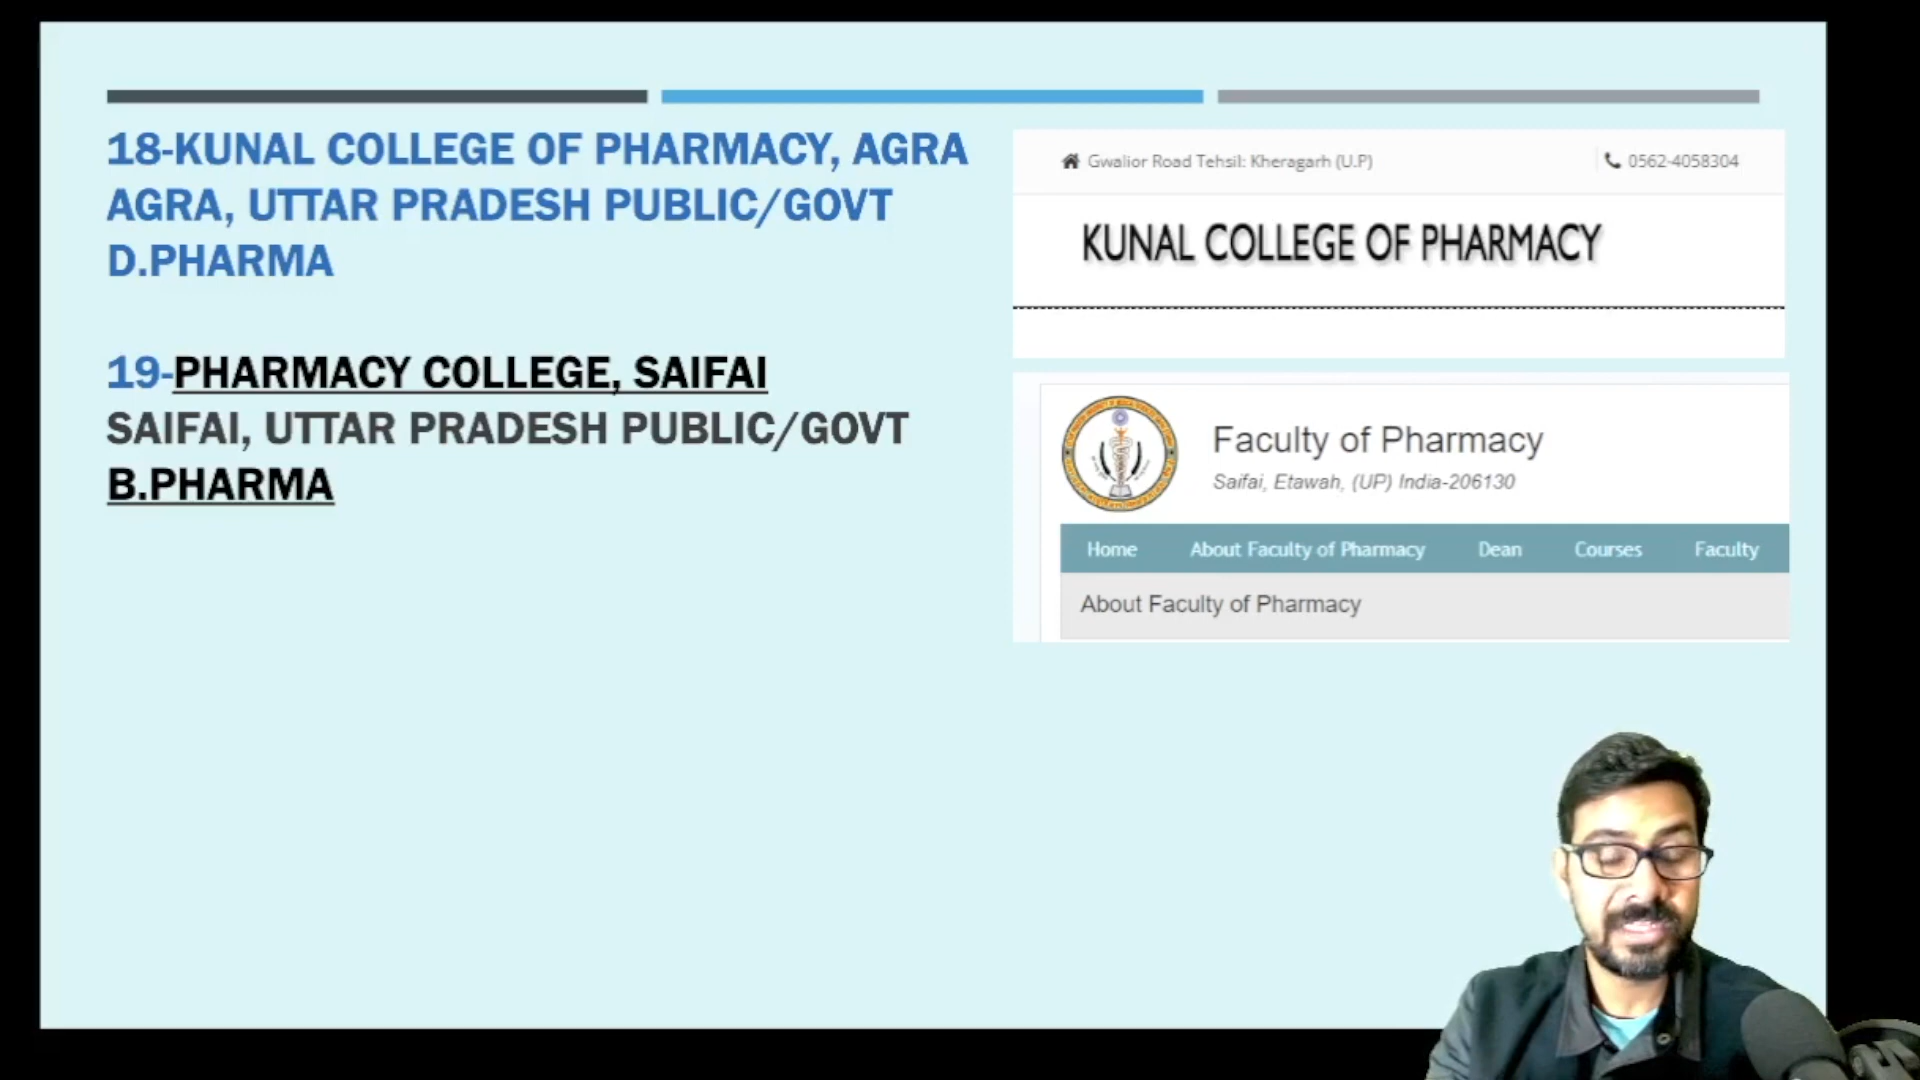 18-KUNAL COLLEGE OF PHARMACY, AGRA
AGRA, UTTAR PRADESH PUBLIC/GOVT
D.PHARMA
19-PHARMACY COLLEGE, SAIFAI
SAIFAI, UTTAR PRADESH PUBLIC/GOVT
B.PHARMA
Gwalior Road Tehsil: Kheragarh (U.P)
0562-4058304
KUNAL COLLEGE OF PHARMACY
Faculty of Pharmacy
Saifai, Etawah, (UP) India-206130
Home About Faculty of Pharmacy Dean Courses Faculty
About Faculty of Pharmacy